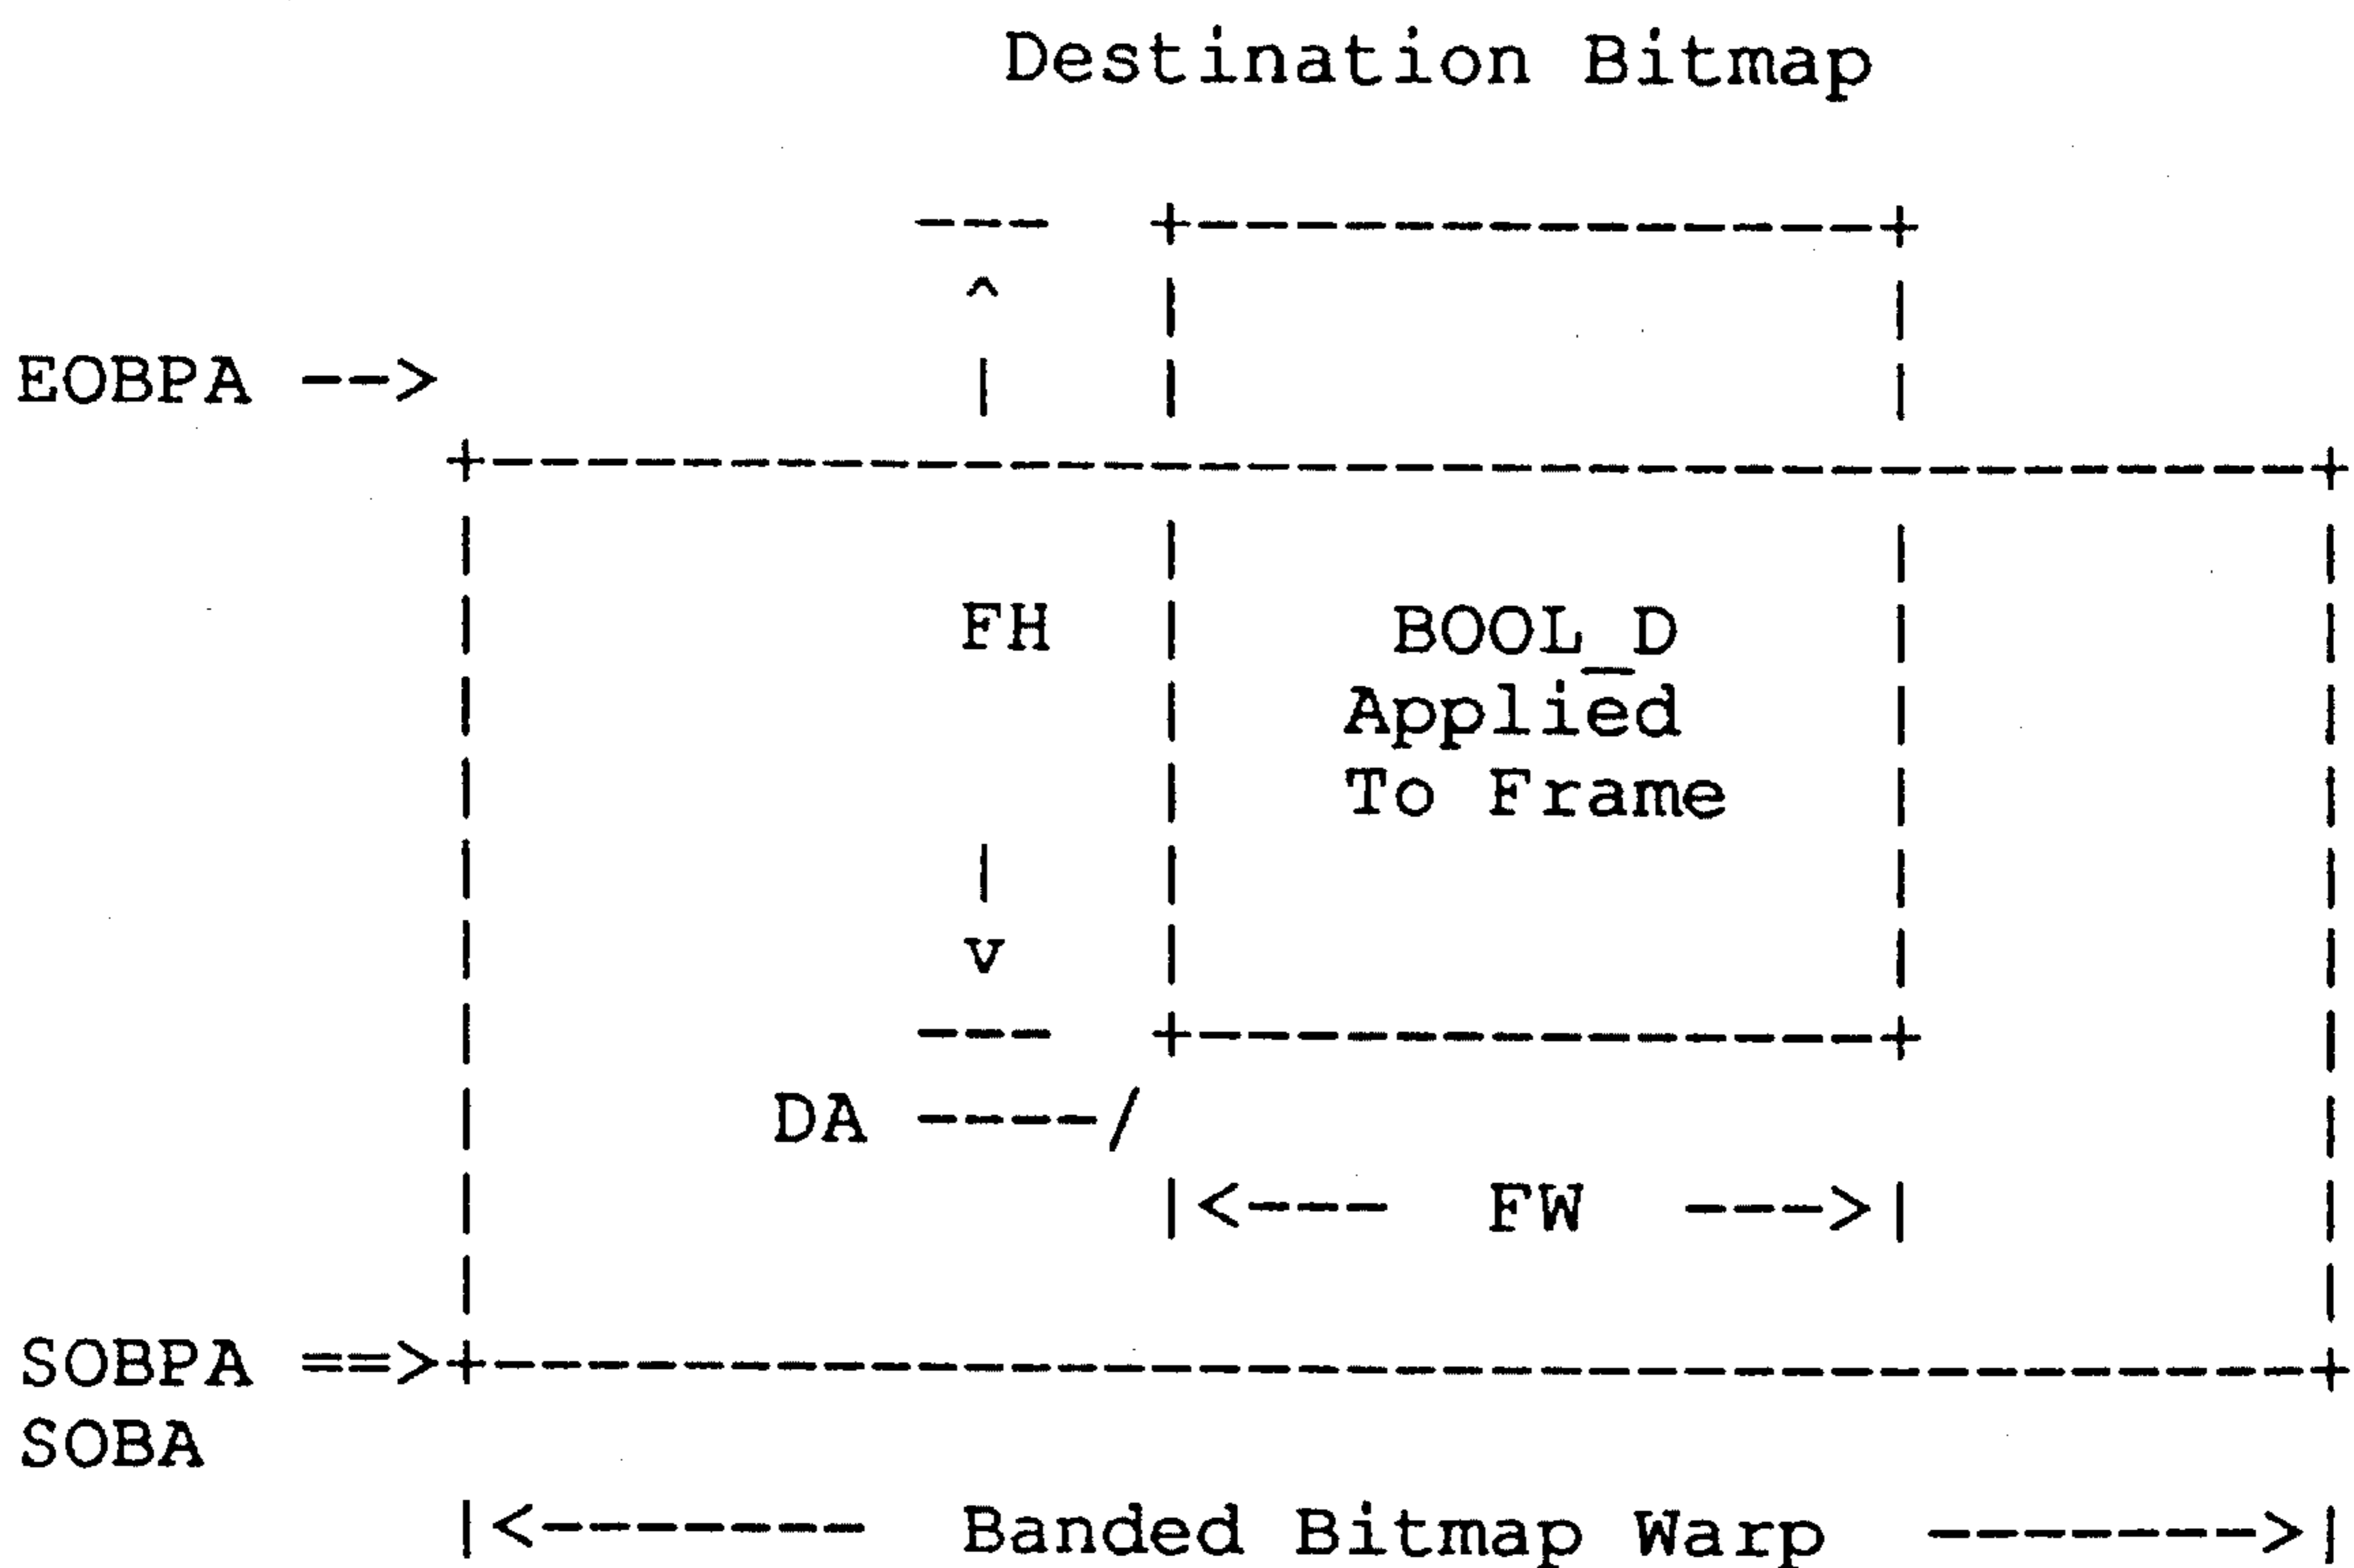 Destination Bitmap
--- +---------------+
^ | |
EOBPA --> | | |
+---------------------------------------+
| | | |
| FH | BOOL_D | |
| | Applied | |
| | To Frame | |
| | | | |
| v | | |
| --- +---------------+ |
| DA ----/ |
| |<--- FW --->| |
| |
SOBPA ==>+---------------------------------------+
SOBA
|<------- Banded Bitmap Warp ------->|